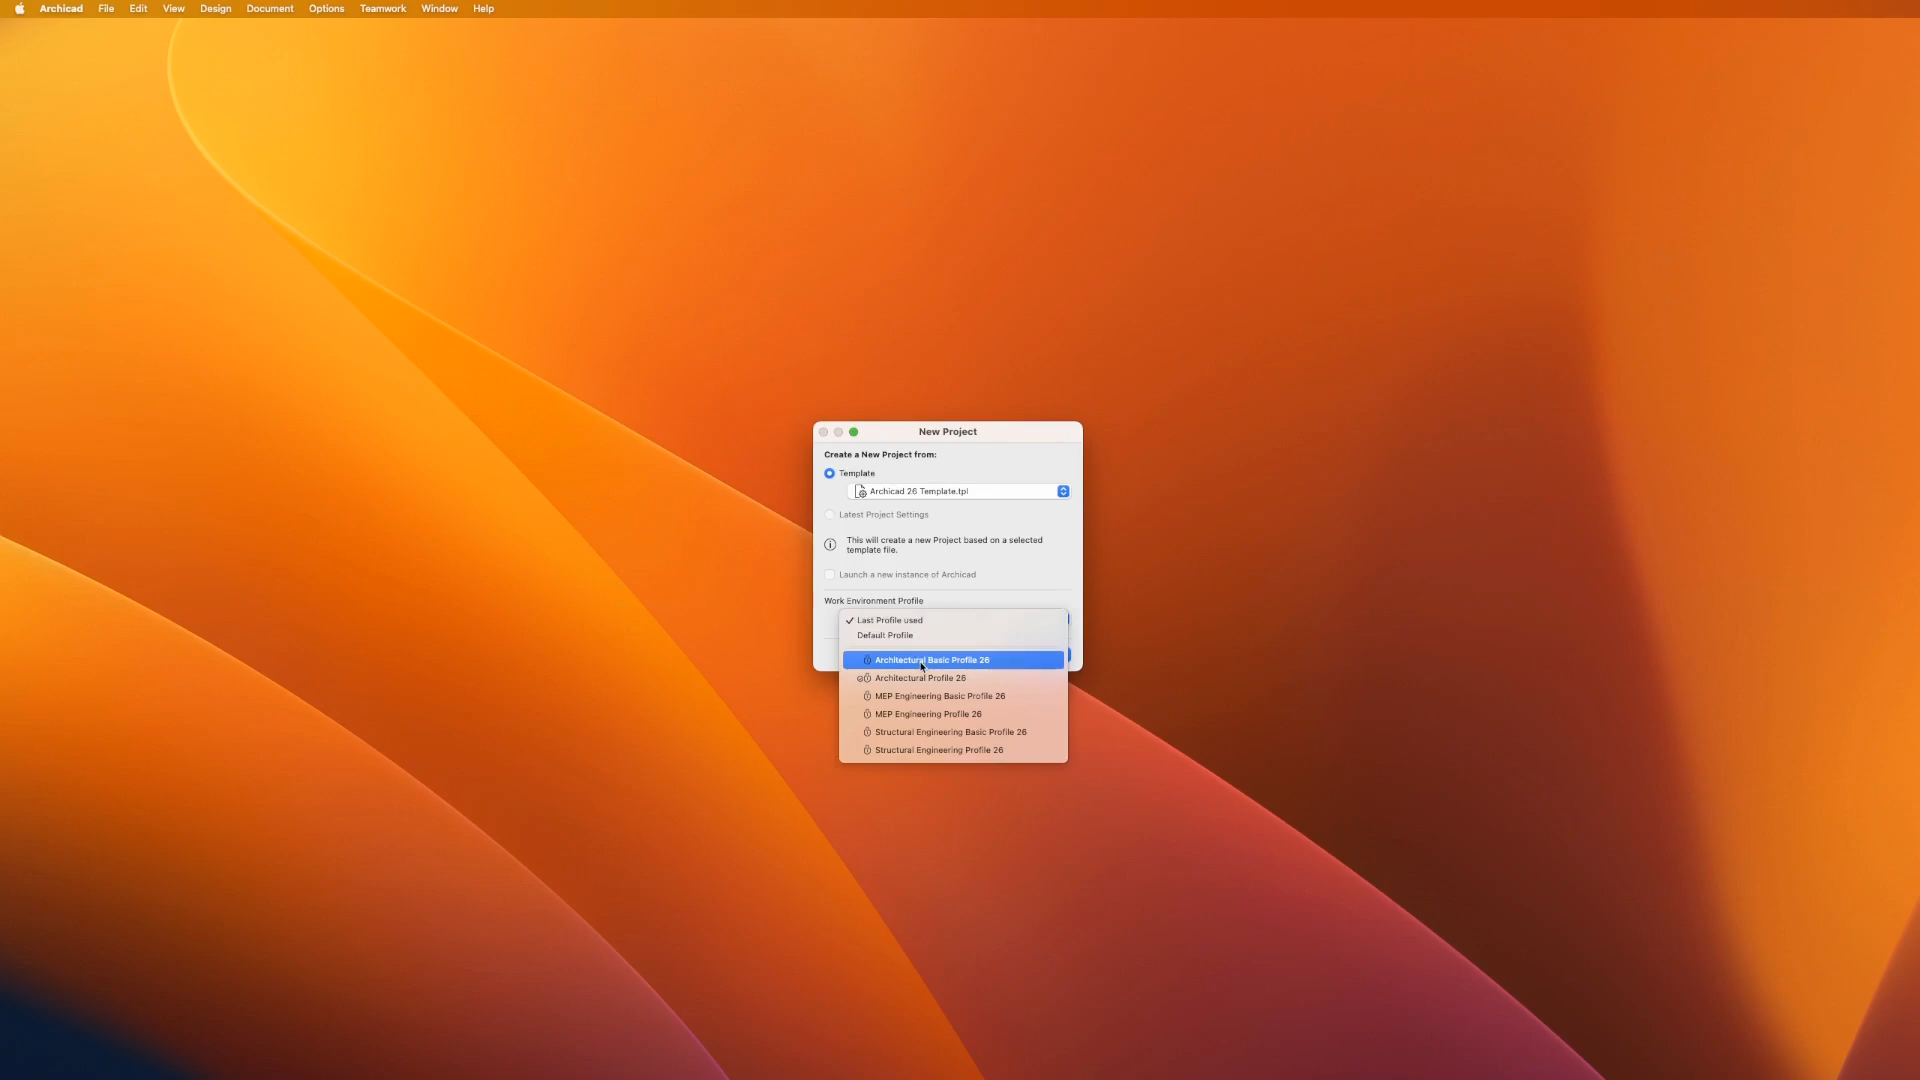 Archicad File Edit View Design Document Options Teamwork Window Help
New Project
Create a New Project from:
Template
Archicad 26 Template.tpl
Latest Project Settings
This will create a new Project based on a selected
template file.
Launch a new instance of Archicad
Work Environment Profile
Last Profile used
Default Profile
Architectural Basic Profile 26
Architectural Profile 26
MEP Engineering Basic Profile 26
MEP Engineering Profile 26
Structural Engineering Basic Profile 26
Structural Engineering Profile 26